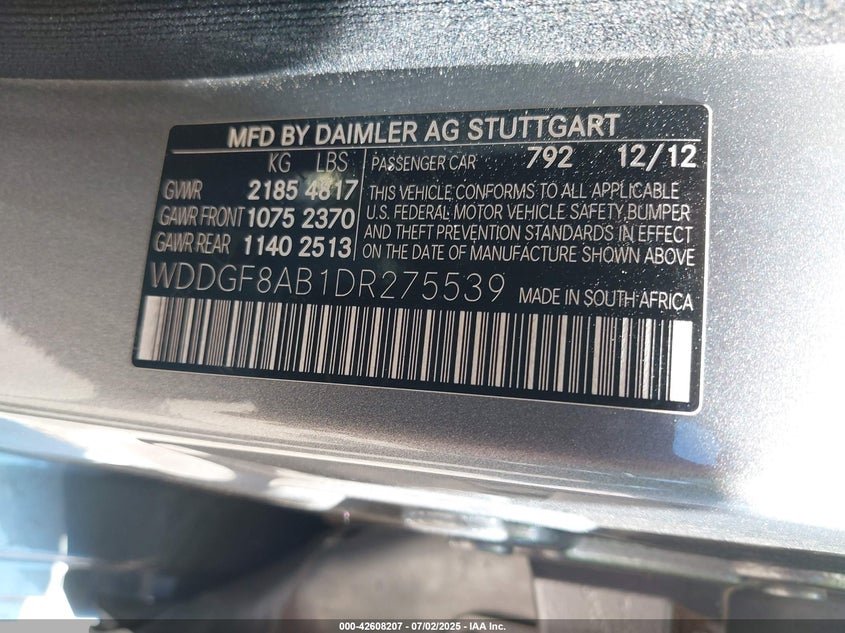 MFD BY DAIMLER AG STUTTGART
KG LBS
GVWR 2185 4817
GAWR FRONT 1075 2370
GAWR REAR 1140 2513
PASSENGER CAR 792 12/12
THIS VEHICLE CONFORMS TO ALL APPLICABLE
U.S. FEDERAL MOTOR VEHICLE SAFETY, BUMPER
AND THEFT PREVENTION STANDARDS IN EFFECT
ON THE DATE OF MANUFACTURE SHOWN ABOVE
WDDGF8AB1DR275539 MADE IN SOUTH AFRICA
000-42608207 - 07/02/2025 - IAA Inc.